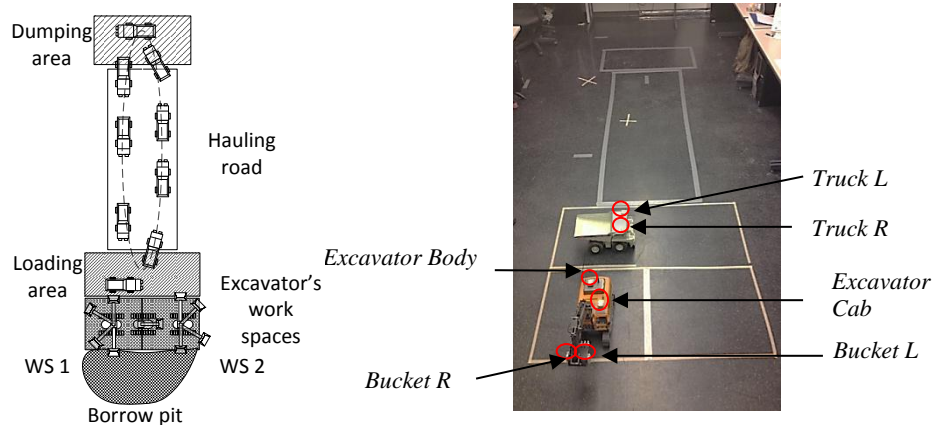 Dumping
area
Hauling
road
Loading
area
Excavator's
work
spaces
WS 1
WS 2
Borrow pit
Truck L
Truck R
Excavator Body
Excavator
Cab
Bucket L
Bucket R